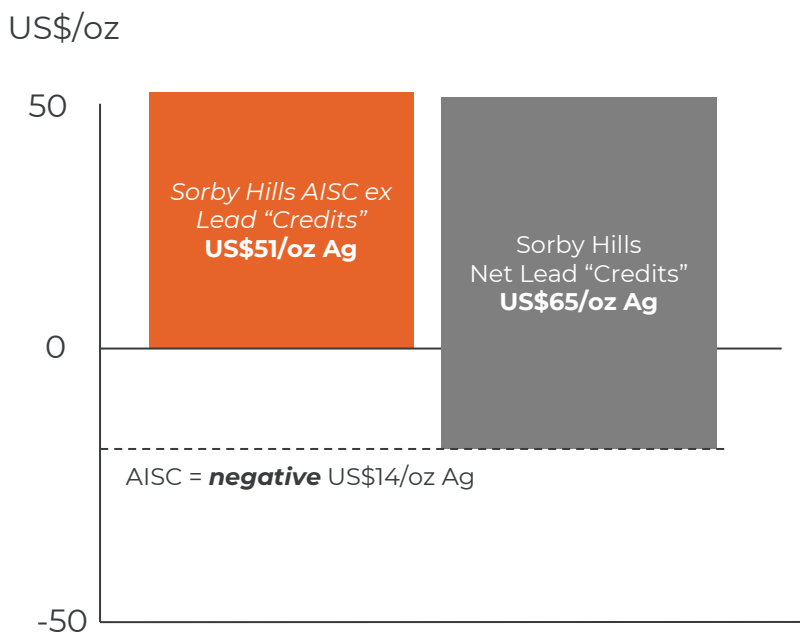 US$/oz
50
Sorby Hills AISC ex
Lead “Credits”
US$51/oz Ag
Sorby Hills
Net Lead “Credits”
US$65/oz Ag
0
AISC = negative US$14/oz Ag
-50